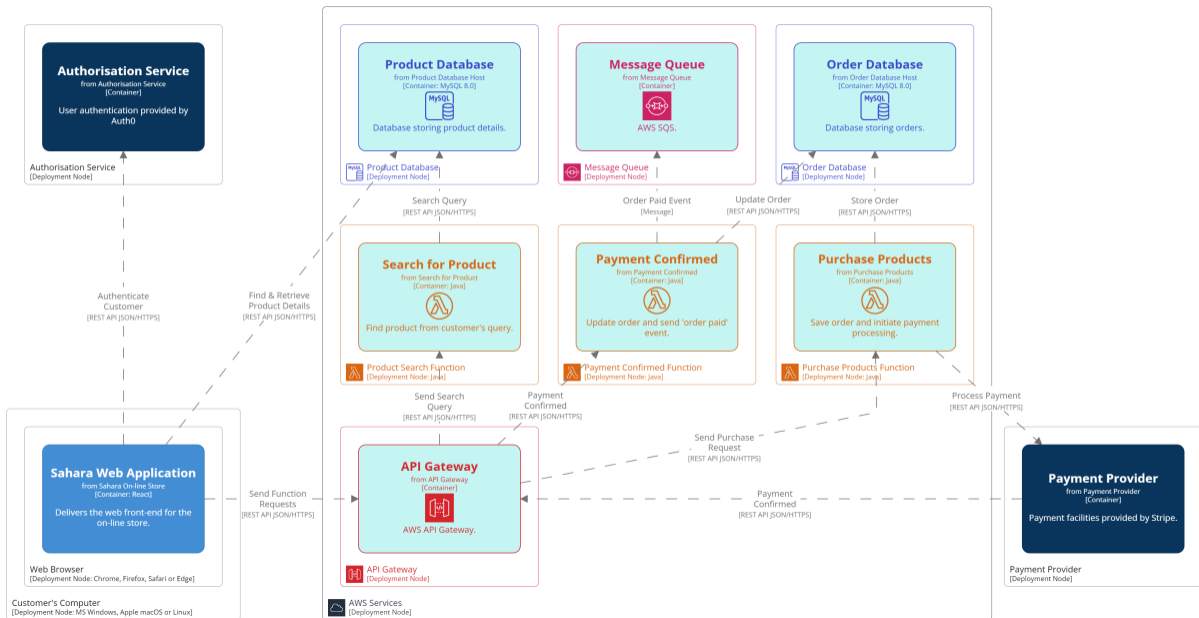 Authorisation Service
from Authorisation Service
[Container]
User authentication provided by
Auth0
Authorisation Service
[Deployment Node]
Product Database
from Product Database Host
[Container: MySQL 8.0]
MySQL
Database storing product details.
Product Database
[Deployment Node]
Message Queue
from Message Queue
[Container]
AWS SQS.
Message Queue
[Deployment Node]
Order Database
from Order Database Host
[Container: MySQL 8.0]
MySQL
Database storing orders.
Order Database
[Deployment Node]
Search Query
[REST API JSON/HTTPS]
Order Paid Event
[Message]
Update Order
[REST API JSON/HTTPS]
Store Order
[REST API JSON/HTTPS]
Authenticate
Customer
[REST API JSON/HTTPS]
Find & Retrieve
Product Details
[REST API JSON/HTTPS]
Search for Product
from Search for Product
[Container: Java]
Find product from customer's query.
Product Search Function
[Deployment Node: Java]
Payment Confirmed
from Payment Confirmed
[Container: Java]
Update order and send 'order paid'
event.
Payment Confirmed Function
[Deployment Node: Java]
Purchase Products
from Purchase Products
[Container: Java]
Save order and initiate payment
processing.
Purchase Products Function
[Deployment Node: Java]
Send Search
Query
[REST API JSON/HTTPS]
Payment
Confirmed
[REST API JSON/HTTPS]
Send Purchase
Request
[REST API JSON/HTTPS]
Process Payment
[REST API JSON/HTTPS]
Sahara Web Application
from Sahara On-line Store
[Container: React]
Delivers the web front-end for the
on-line store.
Web Browser
[Deployment Node: Chrome, Firefox, Safari or Edge]
Customer's Computer
[Deployment Node: MS Windows, Apple macOS or Linux]
Send Function
Requests
[REST API JSON/HTTPS]
API Gateway
from API Gateway
[Container]
AWS API Gateway.
API Gateway
[Deployment Node]
AWS Services
[Deployment Node]
Payment
Confirmed
[REST API JSON/HTTPS]
Payment Provider
from Payment Provider
[Container]
Payment facilities provided by Stripe.
Payment Provider
[Deployment Node]